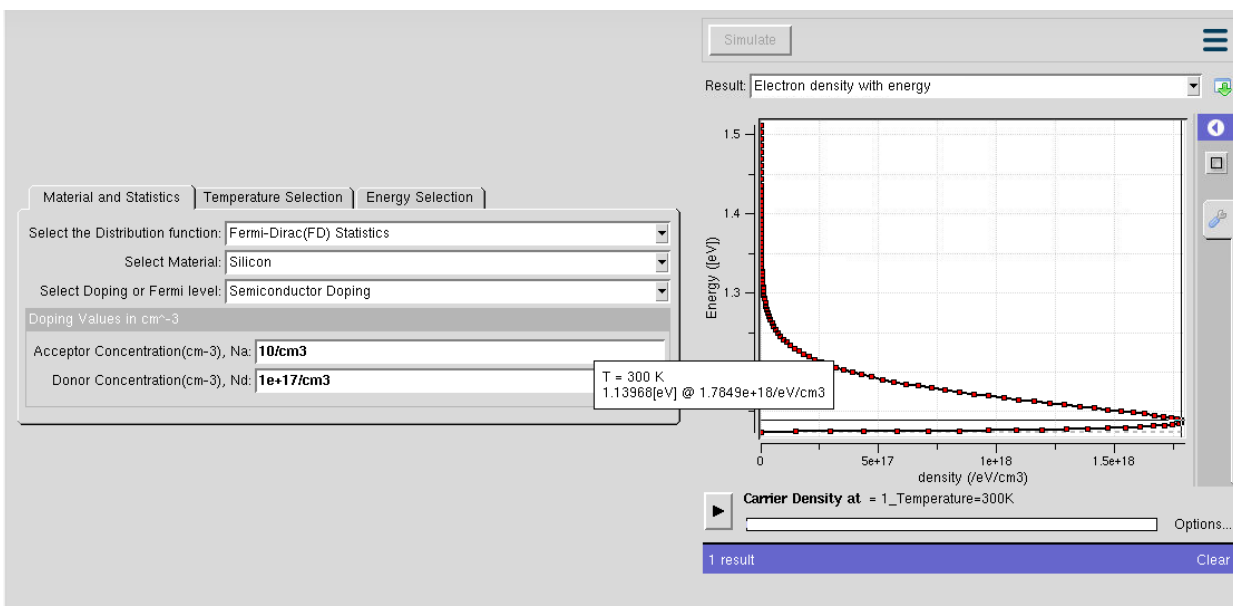 Simulate
Result: Electron density with energy
Material and Statistics
Temperature Selection
Energy Selection
Select the Distribution function: Fermi-Dirac(FD) Statistics
Select Material: Silicon
Select Doping or Fermi level: Semiconductor Doping
Doping Values in cm^-3
Acceptor Concentration(cm-3), Na: 10/cm3
Donor Concentration(cm-3), Nd: 1e+17/cm3
T = 300 K
1.13968[eV] @ 1.7849e+18/eV/cm3
Energy ([eV])
1.5
1.4
1.3
0 5e+17 1e+18 1.5e+18
density (/eV/cm3)
Carrier Density at = 1_Temperature=300K
Options...
1 result Clear